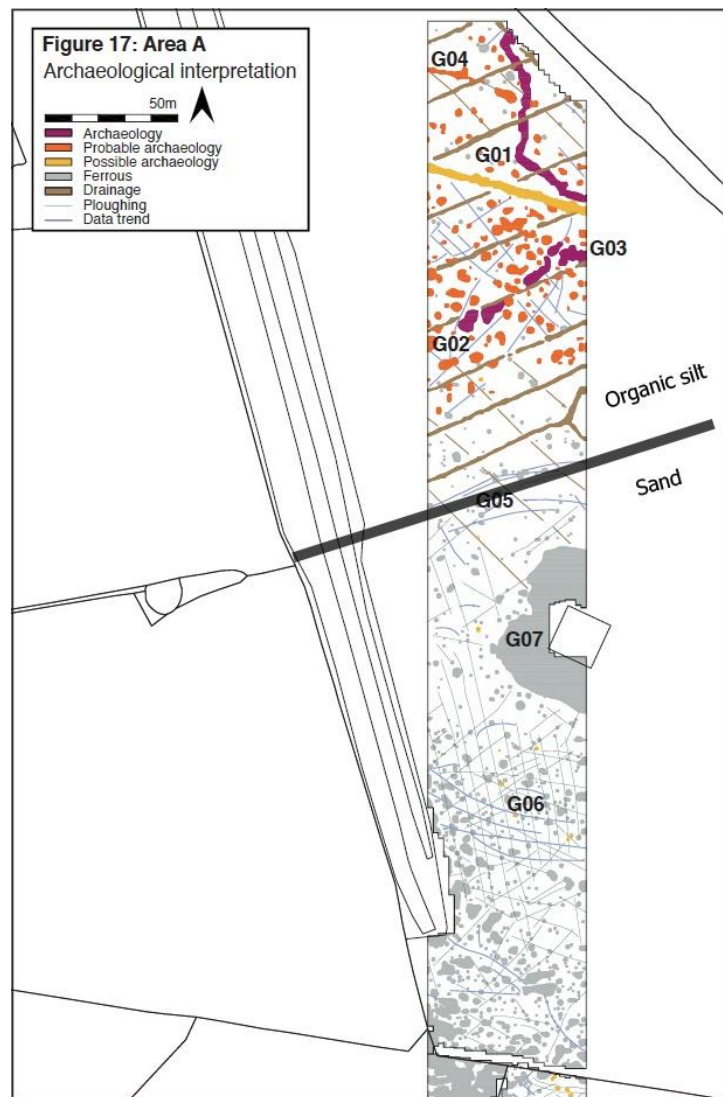 Figure 17: Area A
Archaeological interpretation
50m
Archaeology
Probable archaeology
Possible archaeology
Ferrous
Drainage
Ploughing
Data trend
G04
G01
G03
G02
Organic silt
Sand
G05
G07
G06